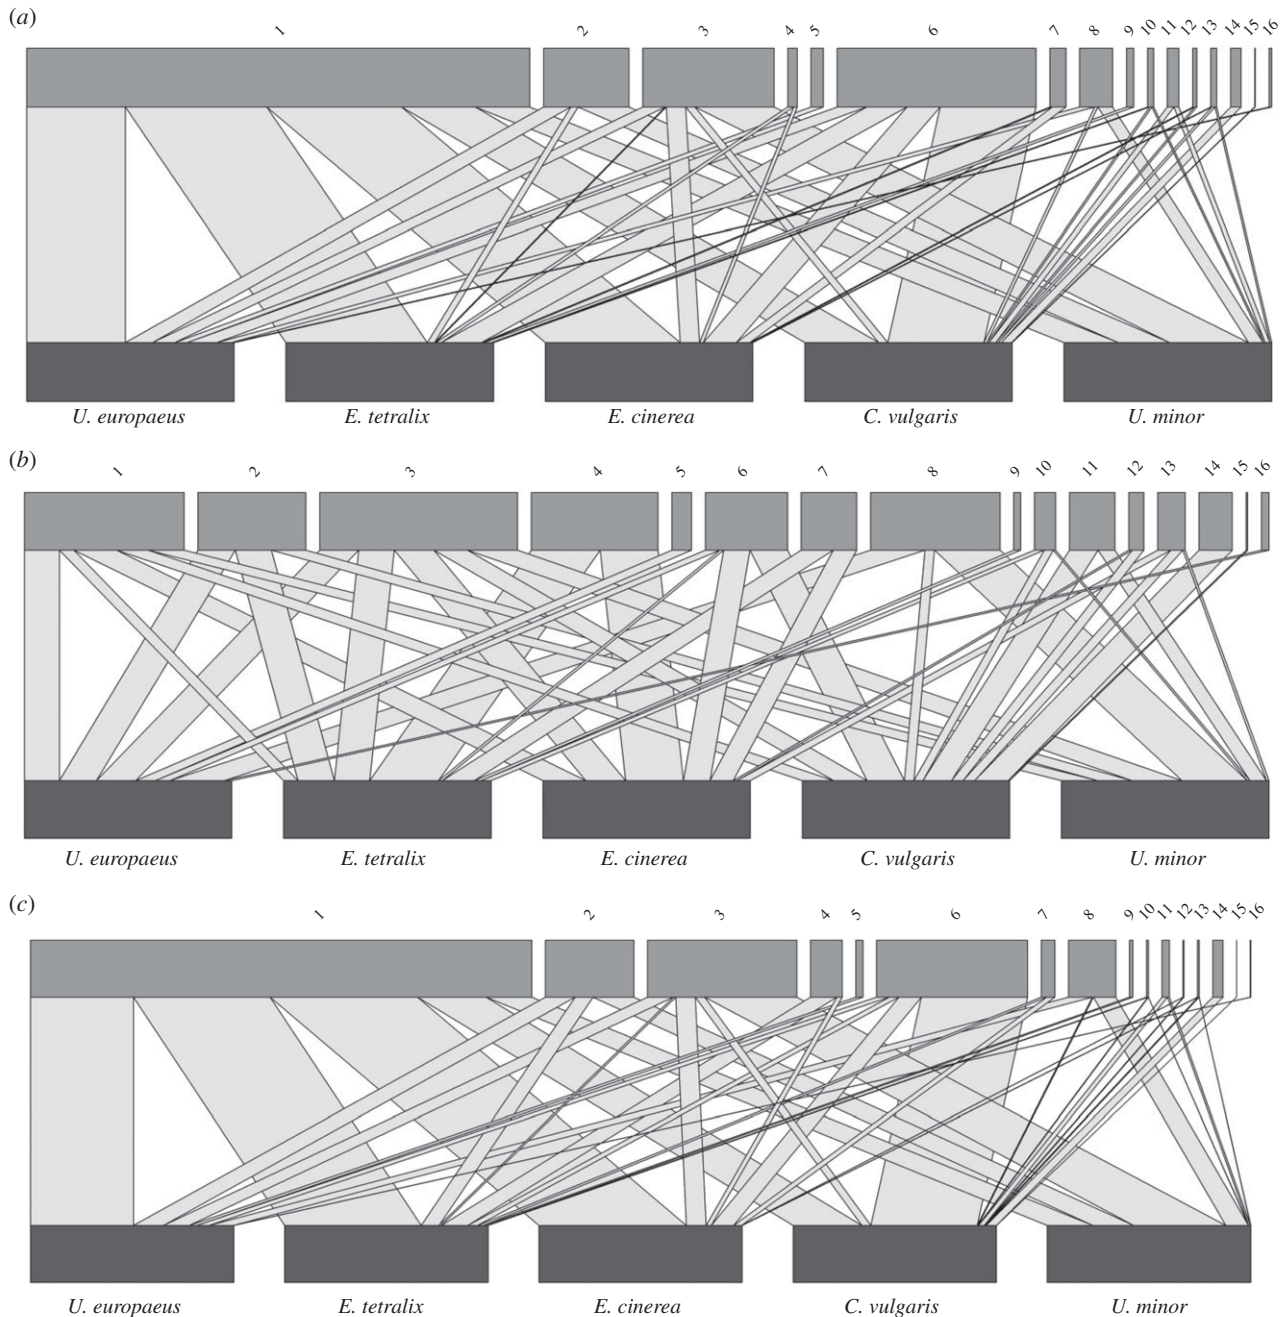 (a)
1 2 3 4 5 6 7 8 9 10 11 12 13 14 15 16
U. europaeus E. tetralix E. cinerea C. vulgaris U. minor
(b)
1 2 3 4 5 6 7 8 9 10 11 12 13 14 15 16
U. europaeus E. tetralix E. cinerea C. vulgaris U. minor
(c)
1 2 3 4 5 6 7 8 9 10 11 12 13 14 15 16
U. europaeus E. tetralix E. cinerea C. vulgaris U. minor